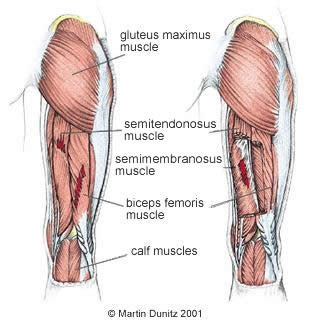 gluteus maximus
muscle
semitendonosus
muscle
semimembranosus
muscle
biceps femoris
muscle
calf muscles
© Martin Dunitz 2001